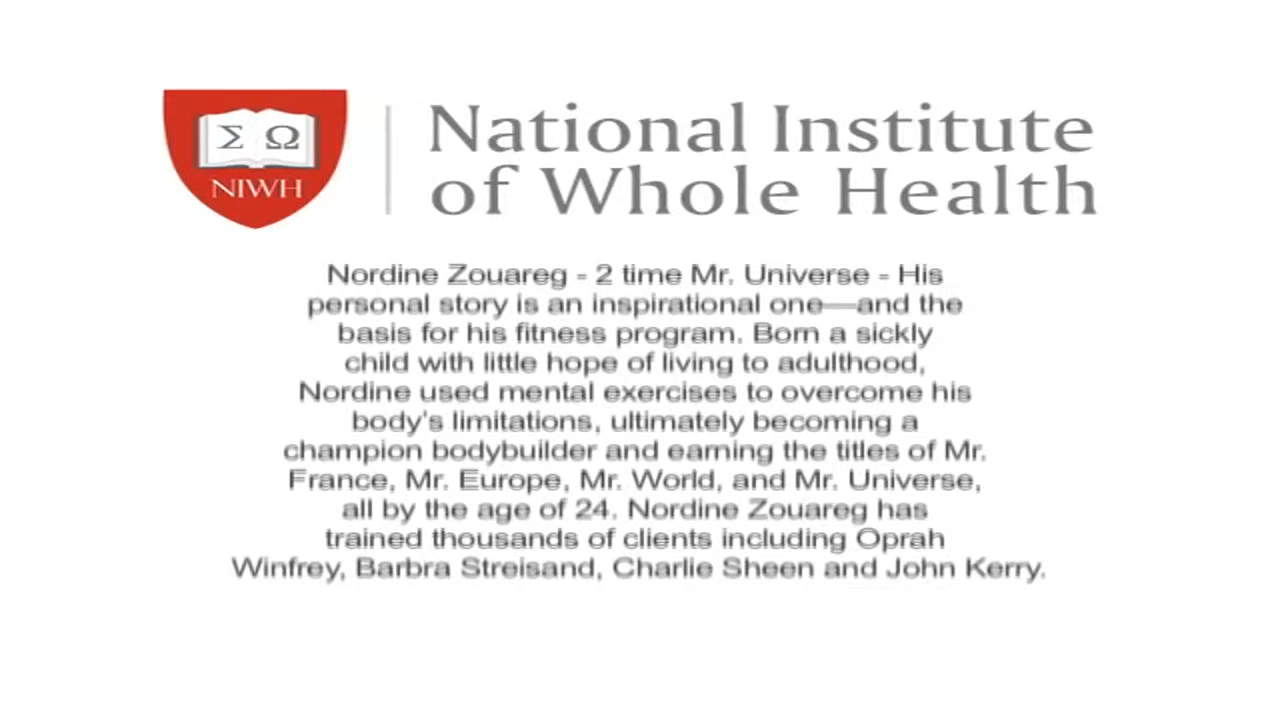 Σ Ω
NIWH
National Institute
of Whole Health
Nordine Zouareg - 2 time Mr. Universe - His
personal story is an inspirational one—and the
basis for his fitness program. Born a sickly
child with little hope of living to adulthood,
Nordine used mental exercises to overcome his
body's limitations, ultimately becoming a
champion bodybuilder and earning the titles of Mr.
France, Mr. Europe, Mr. World, and Mr. Universe,
all by the age of 24. Nordine Zouareg has
trained thousands of clients including Oprah
Winfrey, Barbra Streisand, Charlie Sheen and John Kerry.